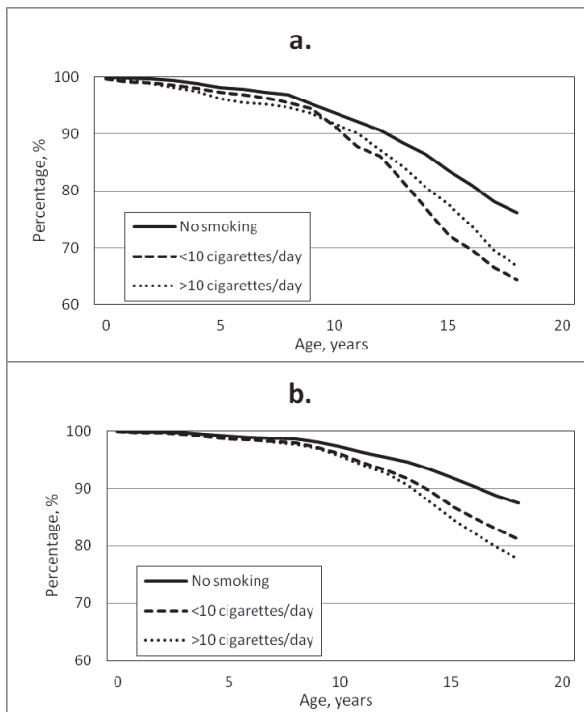 a.
100
90
80
70
60
Percentage, %
No smoking
<10 cigarettes/day
>10 cigarettes/day
0 5 10 15 20
Age, years
b.
100
90
80
70
60
Percentage, %
No smoking
<10 cigarettes/day
>10 cigarettes/day
0 5 10 15 20
Age, years